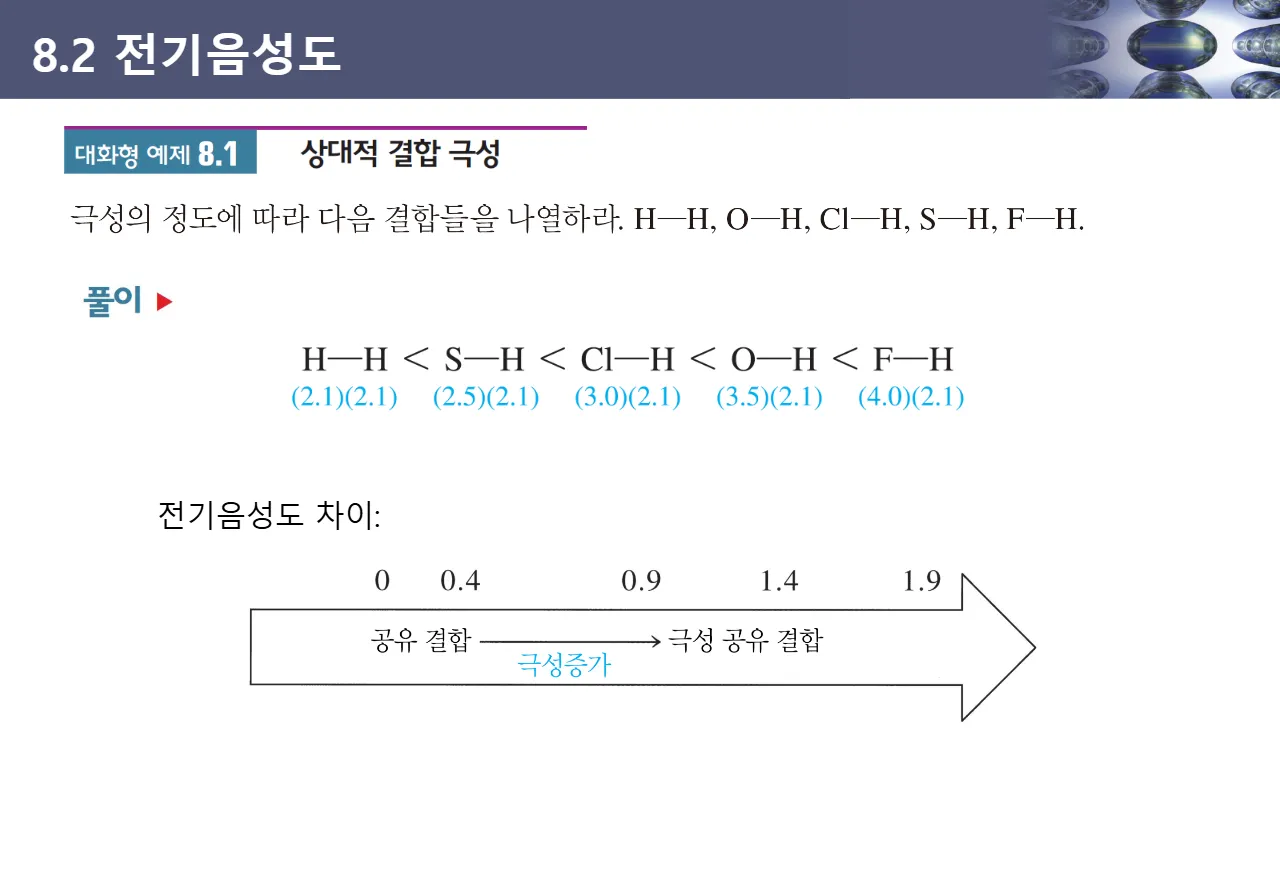 8.2 전기음성도
대화형 예제 8.1 상대적 결합 극성
극성의 정도에 따라 다음 결합들을 나열하라. H—H, O—H, Cl—H, S—H, F—H.
풀이 ▶
H—H < S—H < Cl—H < O—H < F—H
(2.1)(2.1) (2.5)(2.1) (3.0)(2.1) (3.5)(2.1) (4.0)(2.1)
전기음성도 차이:
0 0.4 0.9 1.4 1.9
공유 결합 → 극성 공유 결합
극성증가